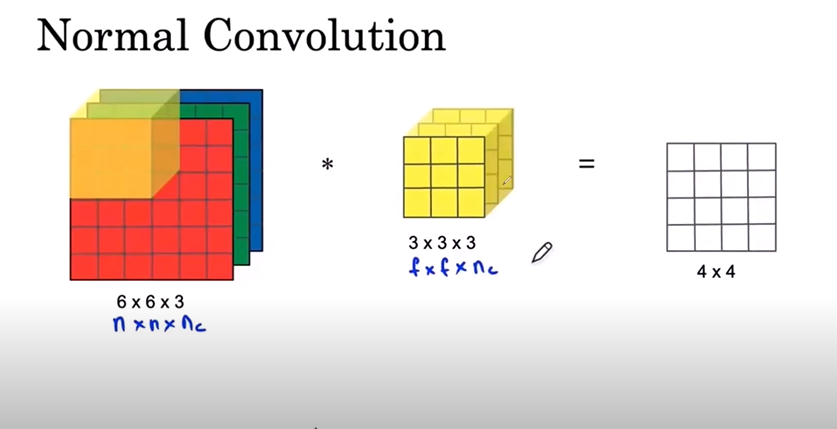 Normal Convolution
*
=
3 x 3 x 3
f x f x nc
4 x 4
6 x 6 x 3
n x n x nc